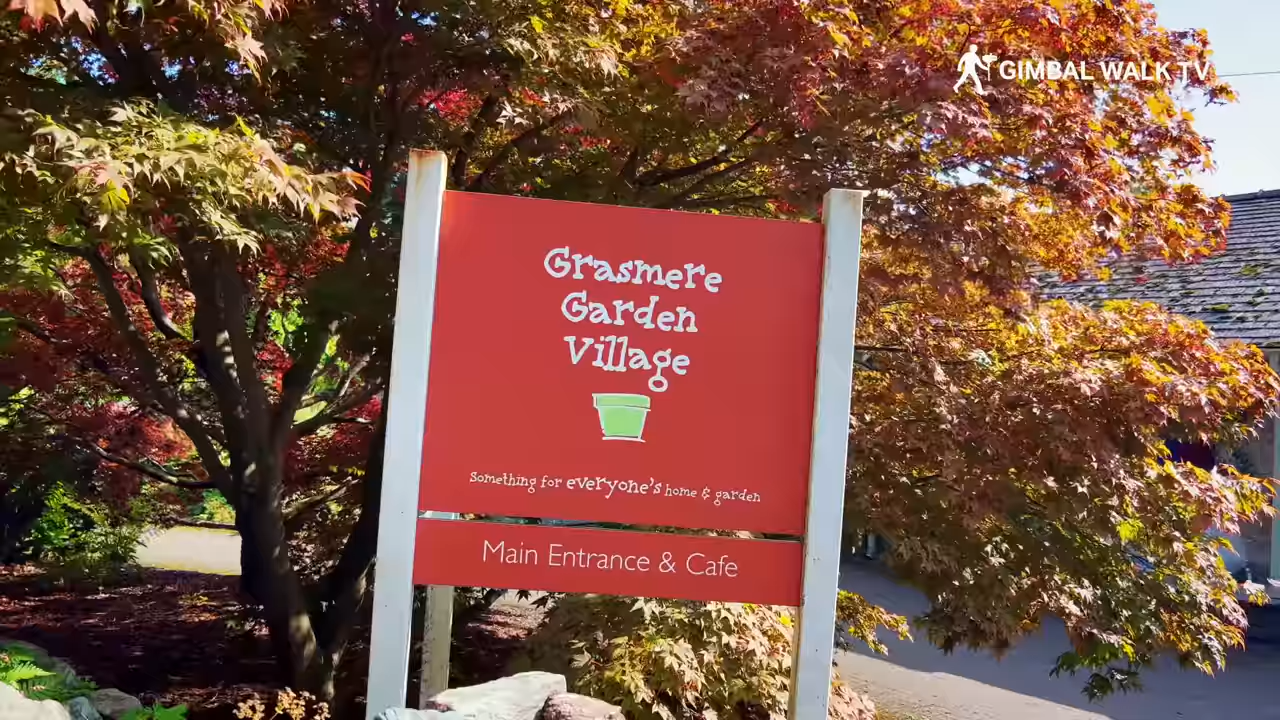 GIMBAL WALK TV
Grasmere
Garden
Village
Something for everyone's home & garden
Main Entrance & Cafe